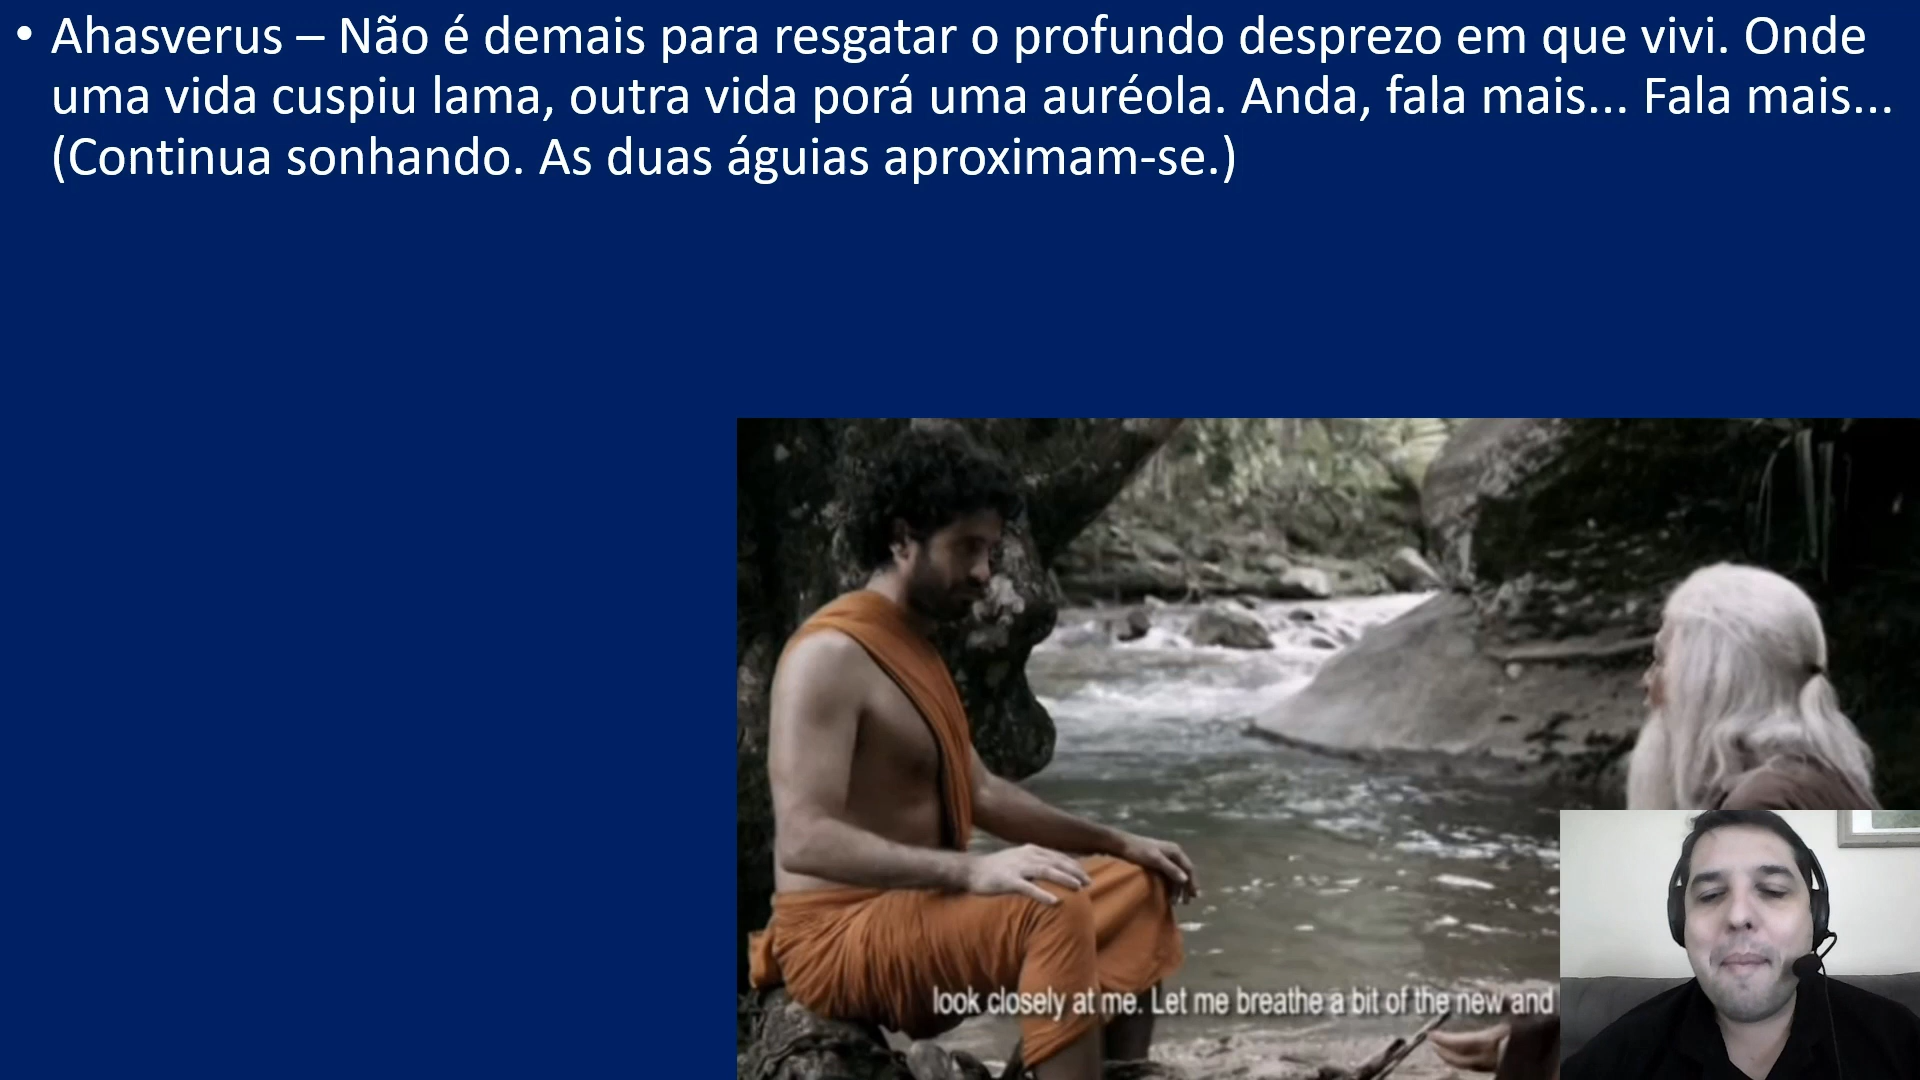 • Ahasverus – Não é demais para resgatar o profundo desprezo em que vivi. Onde
uma vida cuspiu lama, outra vida porá uma auréola. Anda, fala mais... Fala mais...
(Continua sonhando. As duas águias aproximam-se.)
look closely at me. Let me breathe a bit of the new and